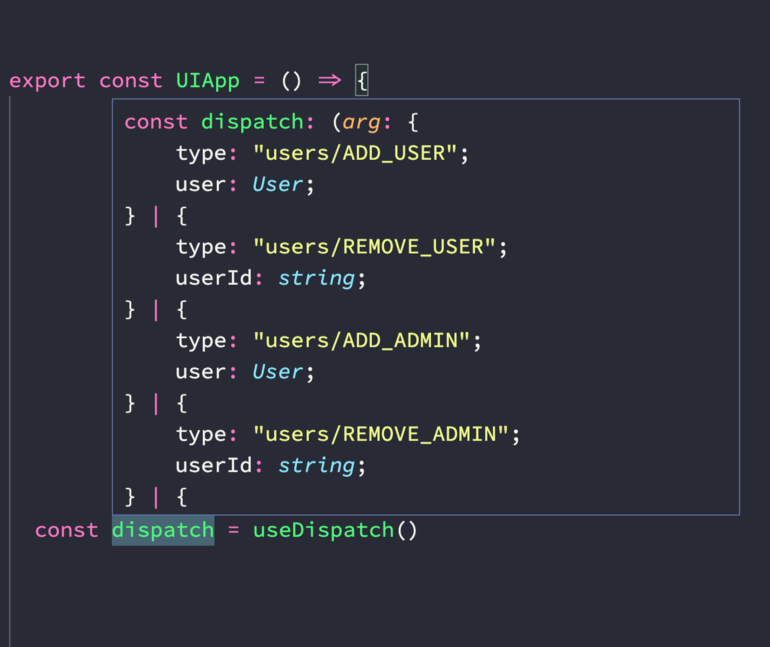 export const UIApp = () => {
const dispatch: (arg: {
    type: "users/ADD_USER";
    user: User;
} | {
    type: "users/REMOVE_USER";
    userId: string;
} | {
    type: "users/ADD_ADMIN";
    user: User;
} | {
    type: "users/REMOVE_ADMIN";
    userId: string;
} | {
const dispatch = useDispatch()